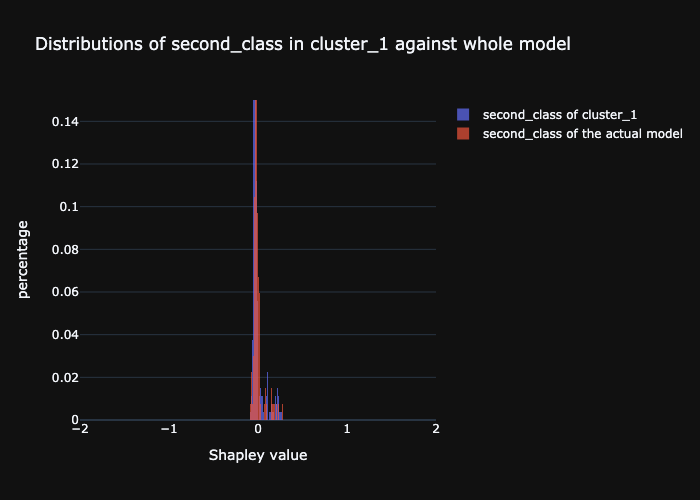 Distributions of second_class in cluster_1 against whole model
second_class of cluster_1
second_class of the actual model
percentage
0.14
0.12
0.1
0.08
0.06
0.04
0.02
0
−2
−1
0
1
2
Shapley value